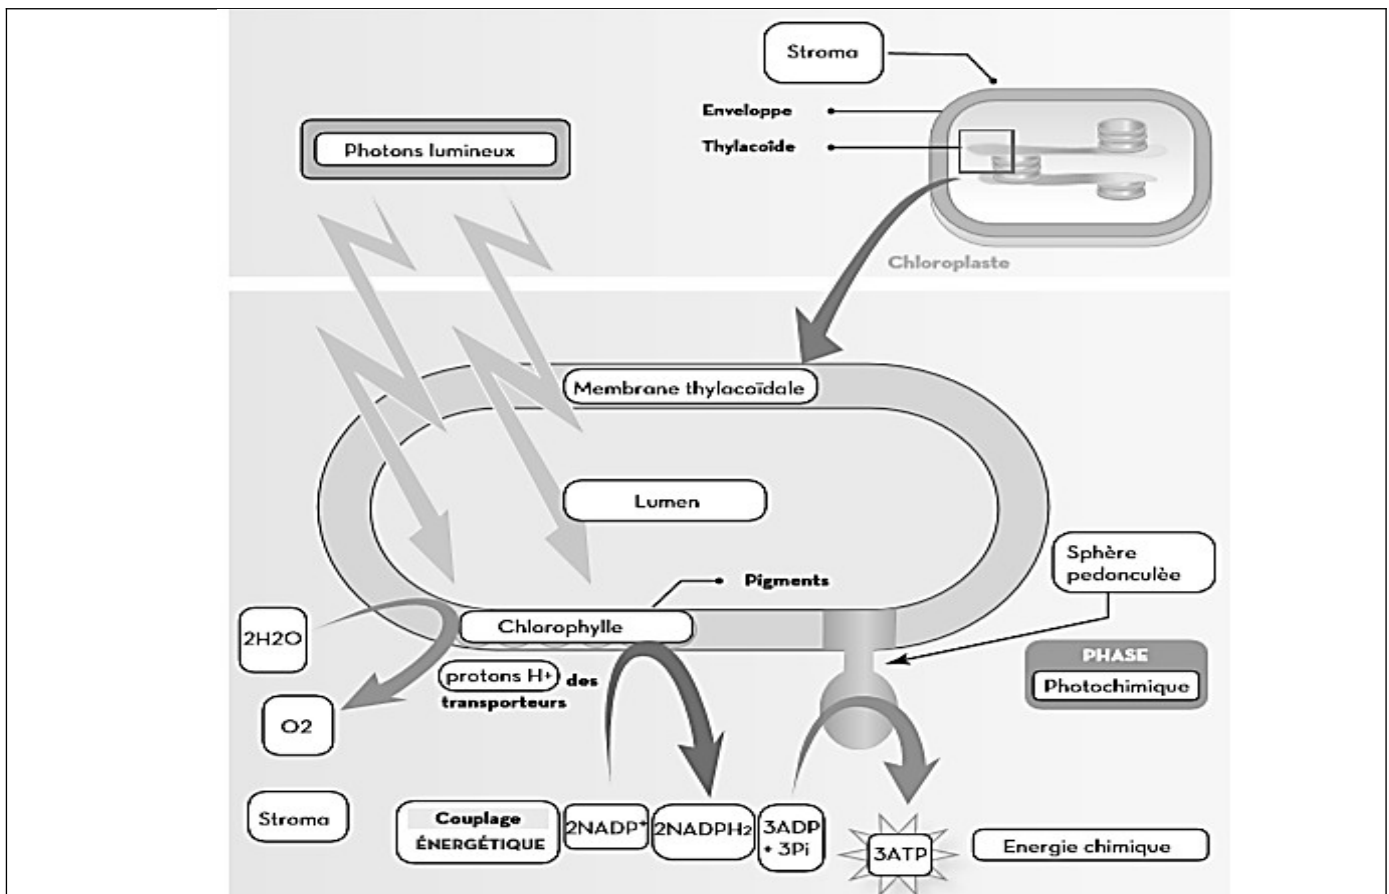 Stroma
Enveloppe
Photons lumineux
Thylacoïde
Chloroplaste
Membrane thylacoïdale
Lumen
Sphère
pedonculèe
Pigments
2H2O
Chlorophylle
PHASE
Photochimique
protons H+ des
transporteurs
O2
Stroma
Couplage
ÉNERGÉTIQUE
2NADP+
2NADPH2
3ADP
+ 3Pi
3ATP
Energie chimique